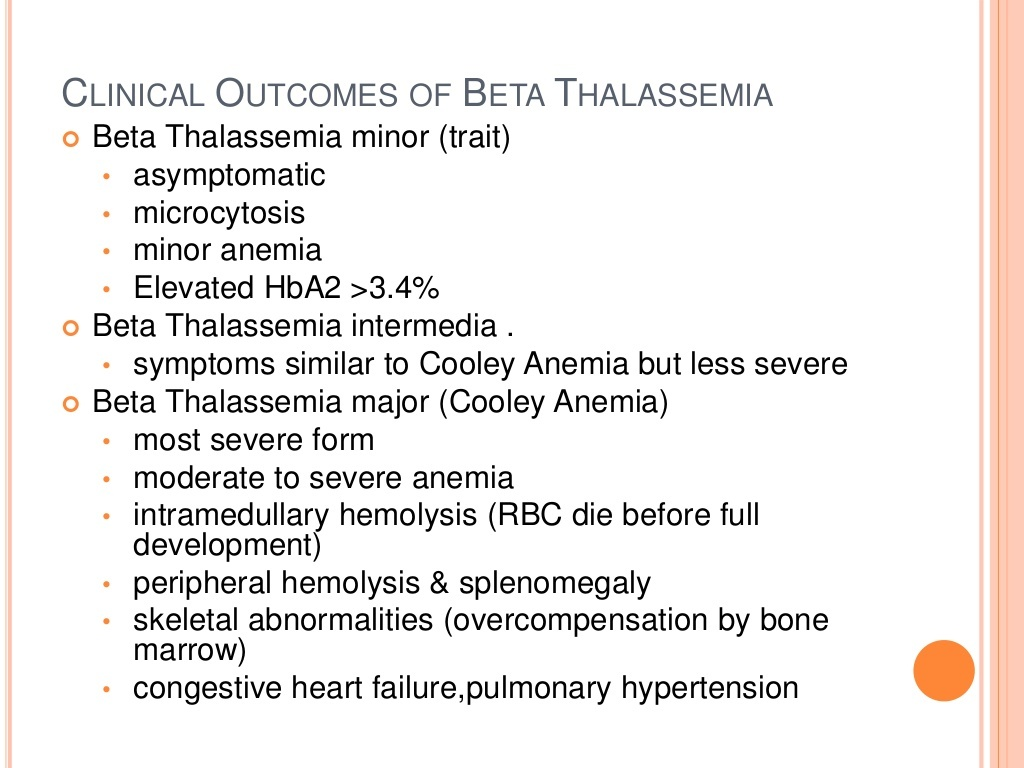 Clinical Outcomes of Beta Thalassemia
Beta Thalassemia minor (trait)
• asymptomatic
• microcytosis
• minor anemia
• Elevated HbA2 >3.4%
Beta Thalassemia intermedia .
• symptoms similar to Cooley Anemia but less severe
Beta Thalassemia major (Cooley Anemia)
• most severe form
• moderate to severe anemia
• intramedullary hemolysis (RBC die before full
development)
• peripheral hemolysis & splenomegaly
• skeletal abnormalities (overcompensation by bone
marrow)
• congestive heart failure,pulmonary hypertension